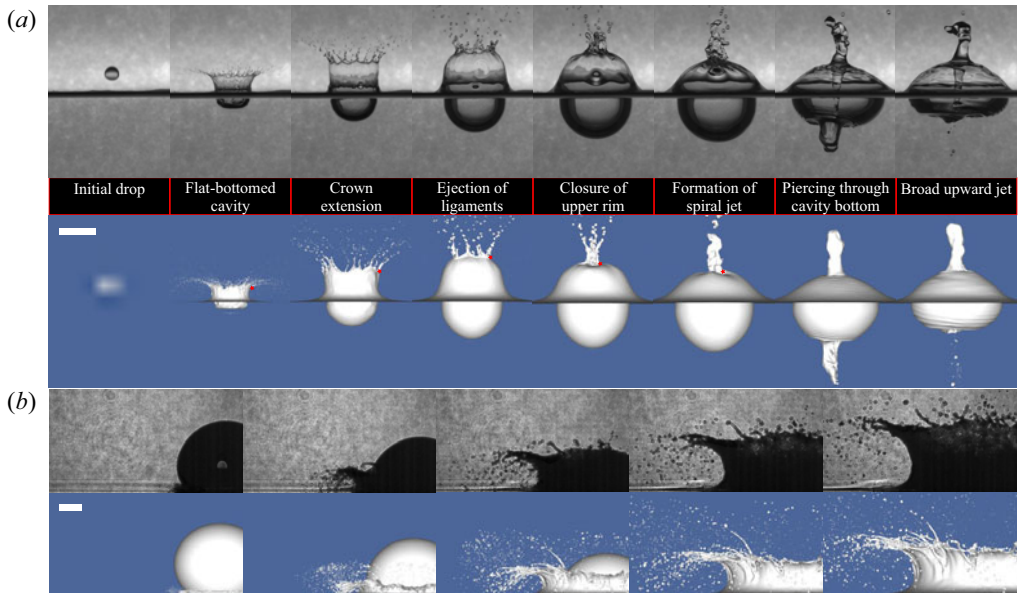 (a)
Initial drop
Flat-bottomed
cavity
Crown
extension
Ejection of
ligaments
Closure of
upper rim
Formation of
spiral jet
Piercing through
cavity bottom
Broad upward jet
(b)